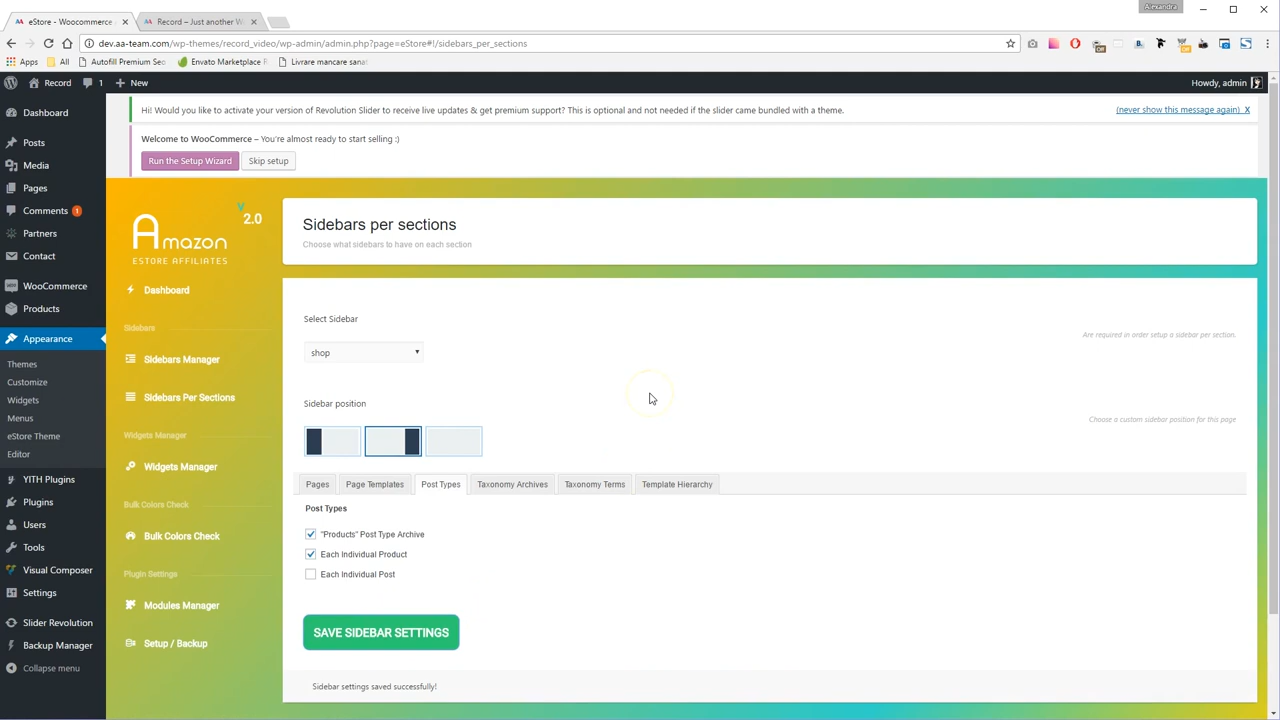 Alexandra
eStore - Woocommerce
Record – Just another W
dev.aa-team.com/wp-themes/record_video/wp-admin/admin.php?page=eStore#!/sidebars_per_sections
Apps All Autofill Premium Seo Envato Marketplace Livrare mancare sanat
Record 1 New Howdy, admin
Dashboard
Posts
Media
Pages
Comments 1
Partners
Contact
WooCommerce
Products
Appearance
Themes
Customize
Widgets
Menus
eStore Theme
Editor
YITH Plugins
Plugins
Users
Tools
Visual Composer
Settings
Slider Revolution
Backup Manager
Collapse menu
Hi! Would you like to activate your version of Revolution Slider to receive live updates & get premium support? This is optional and not needed if the slider came bundled with a theme. (never show this message again) X
Welcome to WooCommerce – You're almost ready to start selling :)
Run the Setup Wizard Skip setup
V 2.0
Amazon
ESTORE AFFILIATES
Dashboard
Sidebars
Sidebars Manager
Sidebars Per Sections
Widgets Manager
Widgets Manager
Bulk Colors Check
Bulk Colors Check
Plugin Settings
Modules Manager
Setup / Backup
Sidebars per sections
Choose what sidebars to have on each section
Select Sidebar
Are required in order setup a sidebar per section.
shop
Sidebar position
Choose a custom sidebar position for this page
Pages Page Templates Post Types Taxonomy Archives Taxonomy Terms Template Hierarchy
Post Types
"Products" Post Type Archive
Each Individual Product
Each Individual Post
SAVE SIDEBAR SETTINGS
Sidebar settings saved successfully!